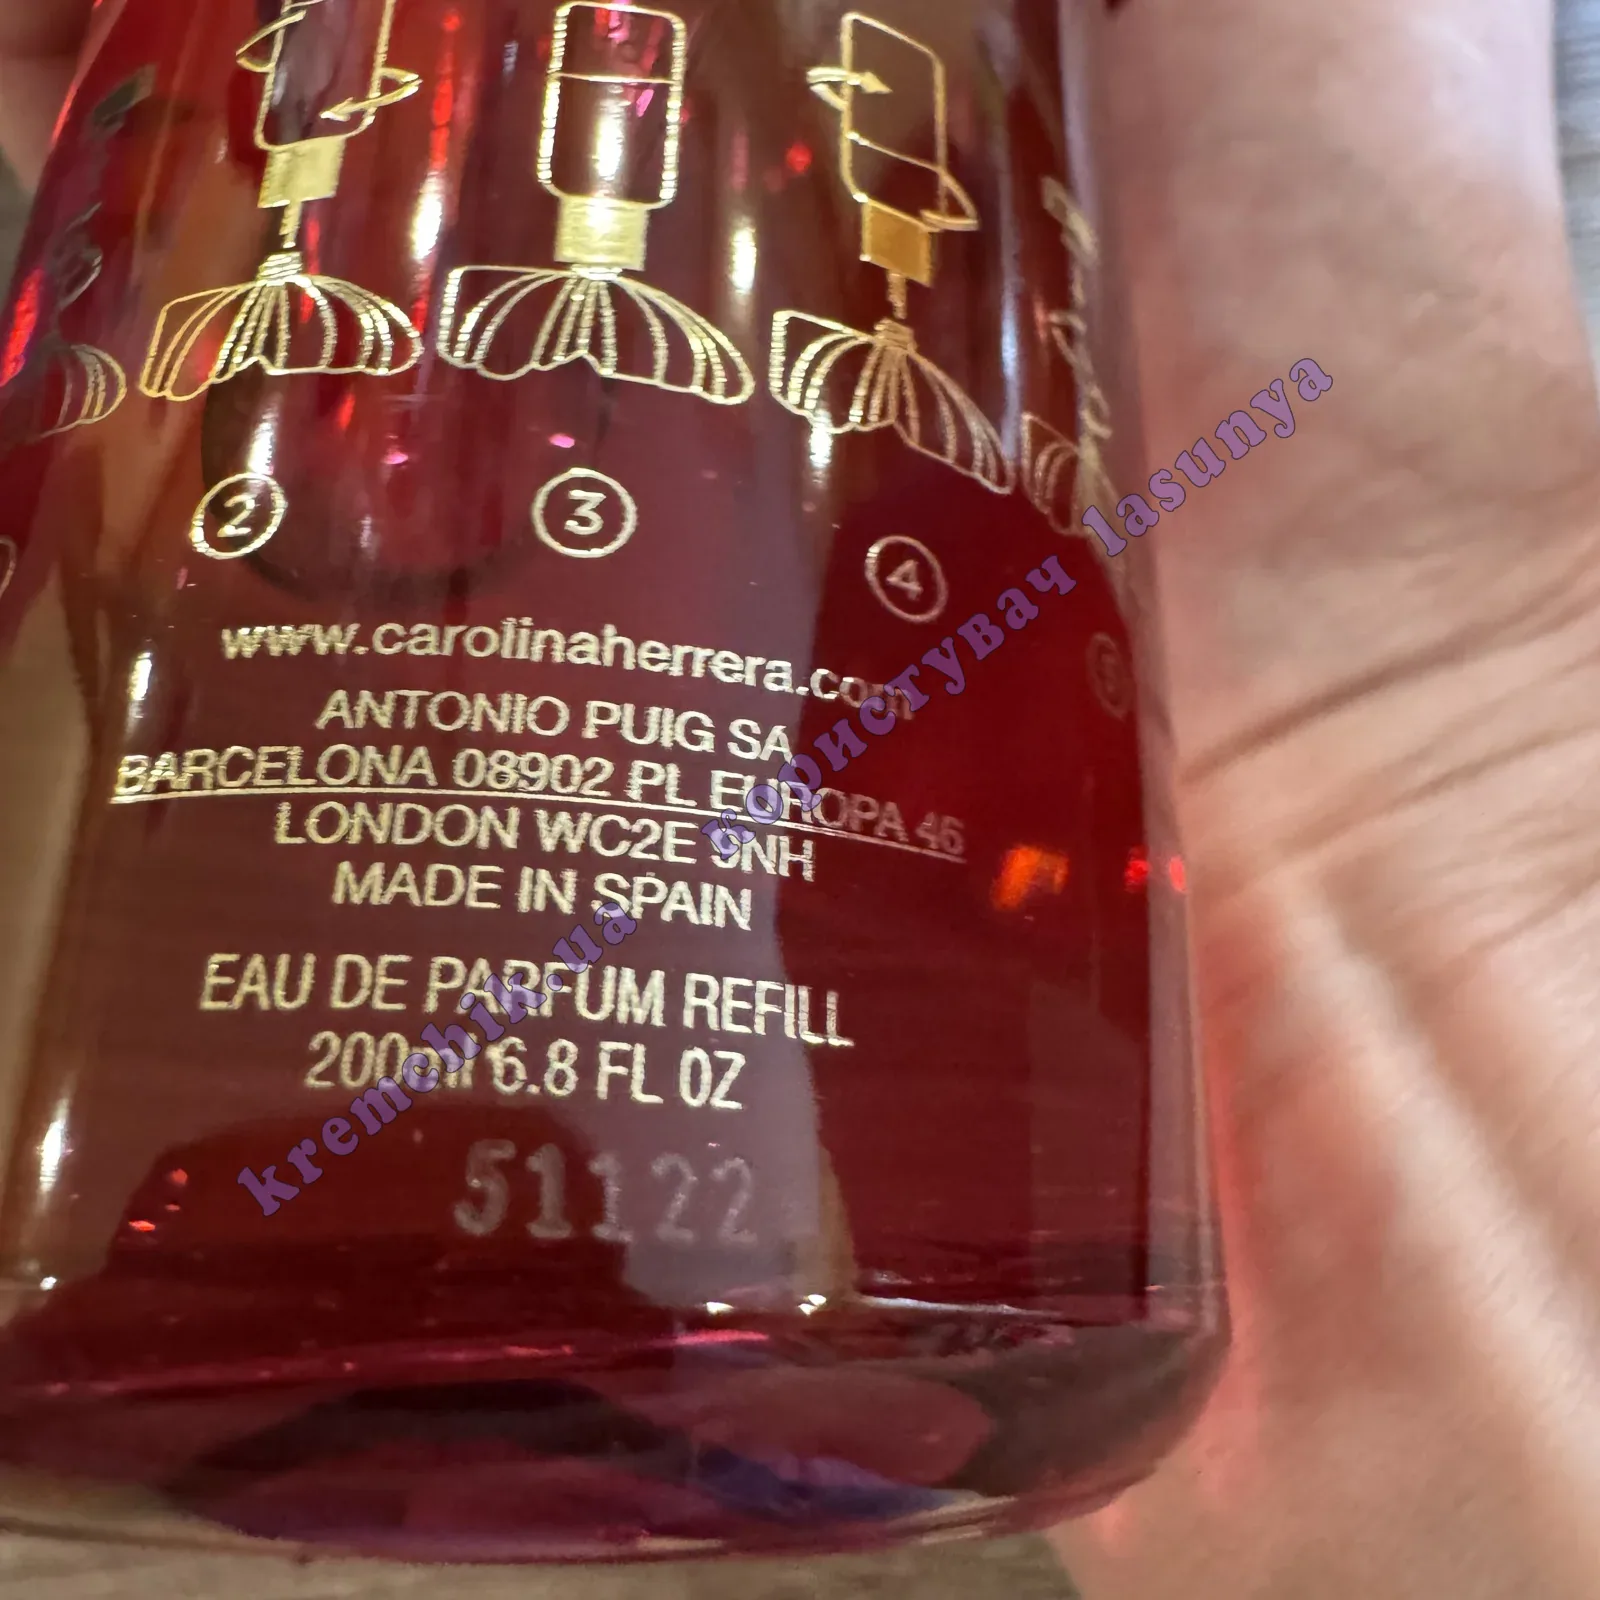 2
3
4
5
www.carolinaherrera.com
ANTONIO PUIG SA
BARCELONA 08902 PL EUROPA 46
LONDON WC2E 9NH
MADE IN SPAIN
EAU DE PARFUM REFILL
200ml 6.8 FL OZ
51122
kremchik.ua користувач lasunya